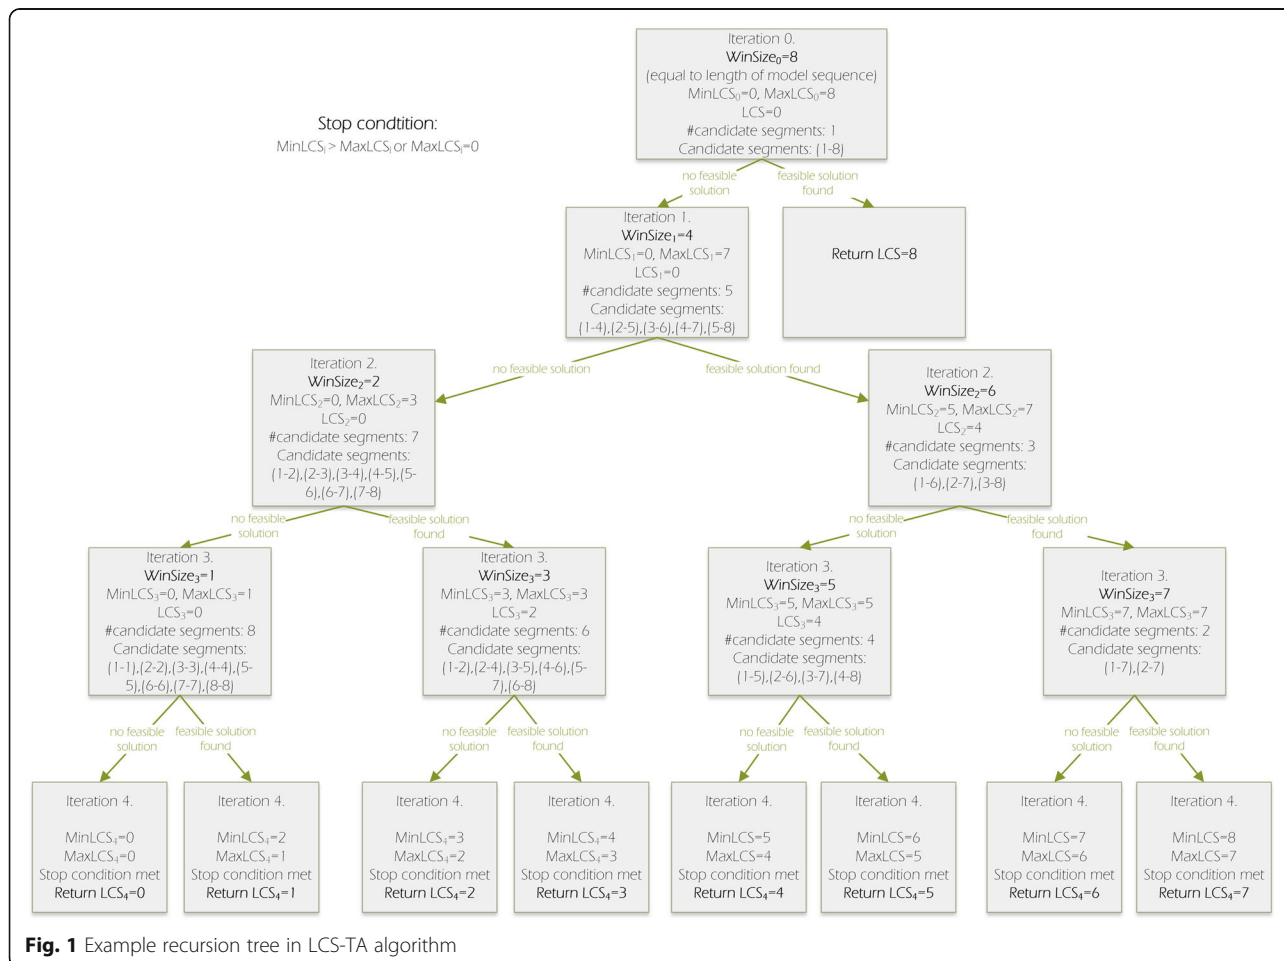 Iteration 0.
WinSize₀=8
(equal to length of model sequence)
MinLCS₀=0, MaxLCS₀=8
LCS=0
#candidate segments: 1
Candidate segments: (1-8)
Stop condtition:
MinLCSᵢ > MaxLCSᵢ or MaxLCSᵢ=0
no feasible
solution
feasible solution
found
Iteration 1.
WinSize₁=4
MinLCS₁=0, MaxLCS₁=7
LCS₁=0
#candidate segments: 5
Candidate segments:
(1-4),(2-5),(3-6),(4-7),(5-8)
Return LCS=8
no feasible solution
feasible solution found
Iteration 2.
WinSize₂=2
MinLCS₂=0, MaxLCS₂=3
LCS₂=0
#candidate segments: 7
Candidate segments:
(1-2),(2-3),(3-4),(4-5),(5-
6),(6-7),(7-8)
Iteration 2.
WinSize₂=6
MinLCS₂=5, MaxLCS₂=7
LCS₂=4
#candidate segments: 3
Candidate segments:
(1-6),(2-7),(3-8)
no feasible
solution
feasible solution
found
no feasible
solution
feasible solution
found
Iteration 3.
WinSize₃=1
MinLCS₃=0, MaxLCS₃=1
LCS₃=0
#candidate segments: 8
Candidate segments:
(1-1),(2-2),(3-3),(4-4),(5-
5),(6-6),(7-7),(8-8)
Iteration 3.
WinSize₃=3
MinLCS₃=3, MaxLCS₃=3
LCS₃=2
#candidate segments: 6
Candidate segments:
(1-2),(2-4),(3-5),(4-6),(5-
7),(6-8)
Iteration 3.
WinSize₃=5
MinLCS₃=5, MaxLCS₃=5
LCS₃=4
#candidate segments: 4
Candidate segments:
(1-5),(2-6),(3-7),(4-8)
Iteration 3.
WinSize₃=7
MinLCS₃=7, MaxLCS₃=7
#candidate segments: 2
Candidate segments:
(1-7),(2-7)
no feasible
solution
feasible solution
found
no feasible
solution
feasible solution
found
no feasible
solution
feasible solution
found
no feasible
solution
feasible solution
found
Iteration 4.
MinLCS₄=0
MaxLCS₄=0
Stop condition met
Return LCS₄=0
Iteration 4.
MinLCS₄=2
MaxLCS₄=1
Stop condition met
Return LCS₄=1
Iteration 4.
MinLCS₄=3
MaxLCS₄=2
Stop condition met
Return LCS₄=2
Iteration 4.
MinLCS₄=4
MaxLCS₄=3
Stop condition met
Return LCS₄=3
Iteration 4.
MinLCS=5
MaxLCS=4
Stop condition met
Return LCS₄=4
Iteration 4.
MinLCS=6
MaxLCS=5
Stop condition met
Return LCS₄=5
Iteration 4.
MinLCS=7
MaxLCS=6
Stop condition met
Return LCS₄=6
Iteration 4.
MinLCS=8
MaxLCS=7
Stop condition met
Return LCS₄=7
Fig. 1 Example recursion tree in LCS-TA algorithm